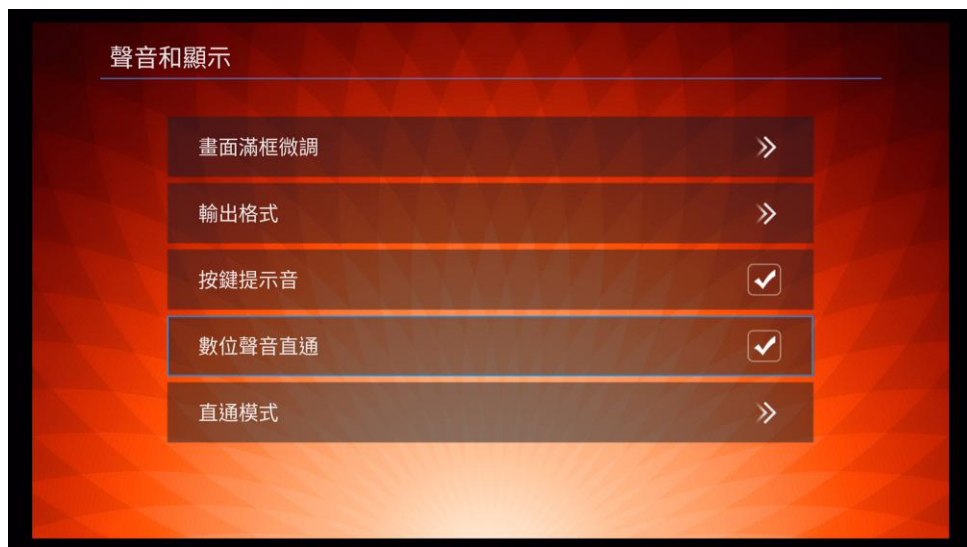 聲音和顯示
畫面滿框微調
輸出格式
按鍵提示音
數位聲音直通
直通模式